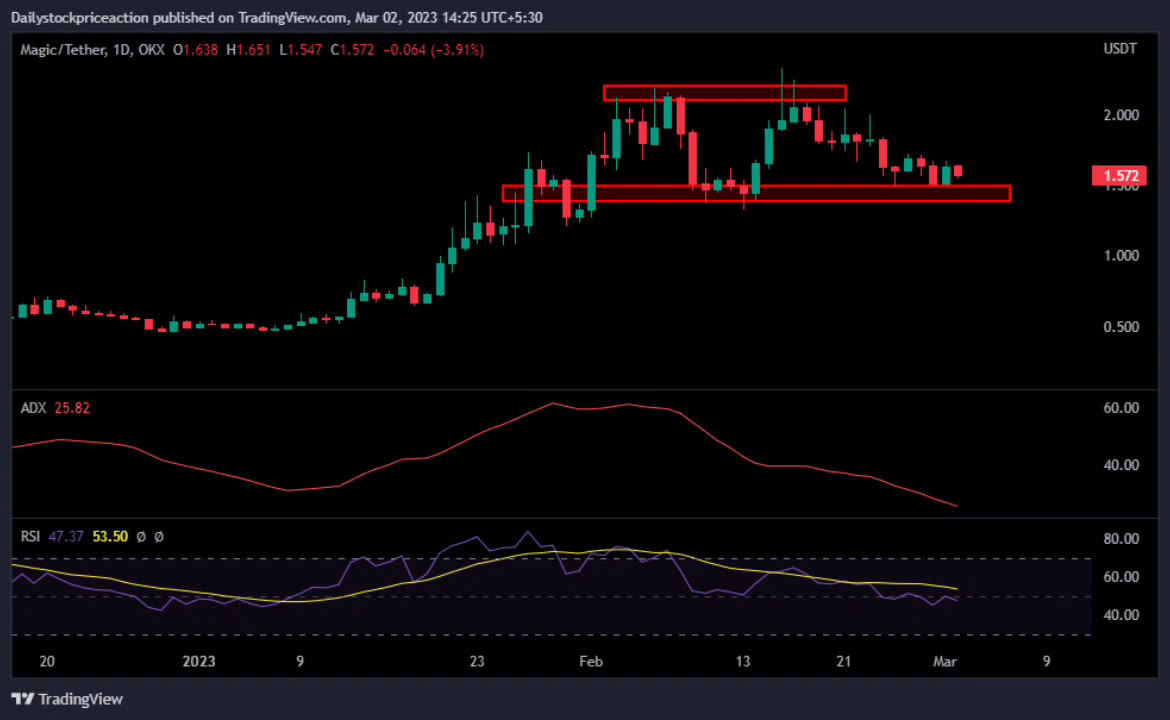 Dailystockpriceaction published on TradingView.com, Mar 02, 2023 14:25 UTC+5:30
Magic/Tether, 1D, OKX O1.638 H1.651 L1.547 C1.572 −0.064 (−3.91%)
USDT
2.000
1.572
1.500
1.000
0.500
ADX 25.82
60.00
40.00
RSI 47.37 53.50 Ø Ø
80.00
60.00
40.00
20 2023 9 23 Feb 13 21 Mar 9
TradingView